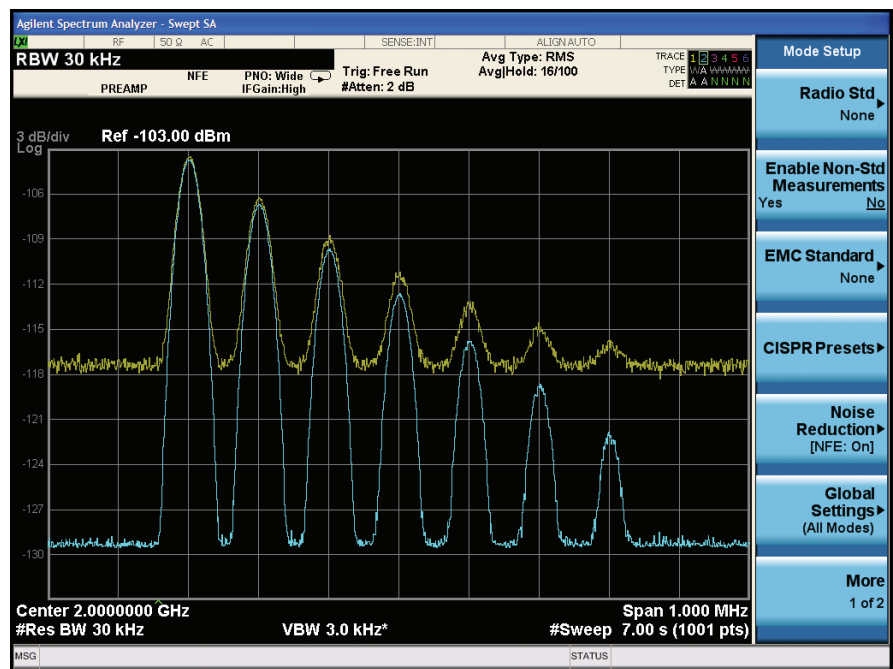 Agilent Spectrum Analyzer - Swept SA
LXI RF 50 Ω AC SENSE:INT ALIGN AUTO
RBW 30 kHz
PREAMP
NFE
PNO: Wide
IFGain:High
Trig: Free Run
#Atten: 2 dB
Avg Type: RMS
Avg|Hold: 16/100
TRACE 1 2 3 4 5 6
TYPE W A W W W W
DET A A N N N N
3 dB/div Ref -103.00 dBm
Log
-106
-109
-112
-115
-118
-121
-124
-127
-130
Center 2.0000000 GHz Span 1.000 MHz
#Res BW 30 kHz VBW 3.0 kHz* #Sweep 7.00 s (1001 pts)
MSG STATUS
Mode Setup
Radio Std
None
Enable Non-Std
Measurements
Yes No
EMC Standard
None
CISPR Presets
Noise
Reduction
[NFE: On]
Global
Settings
(All Modes)
More
1 of 2